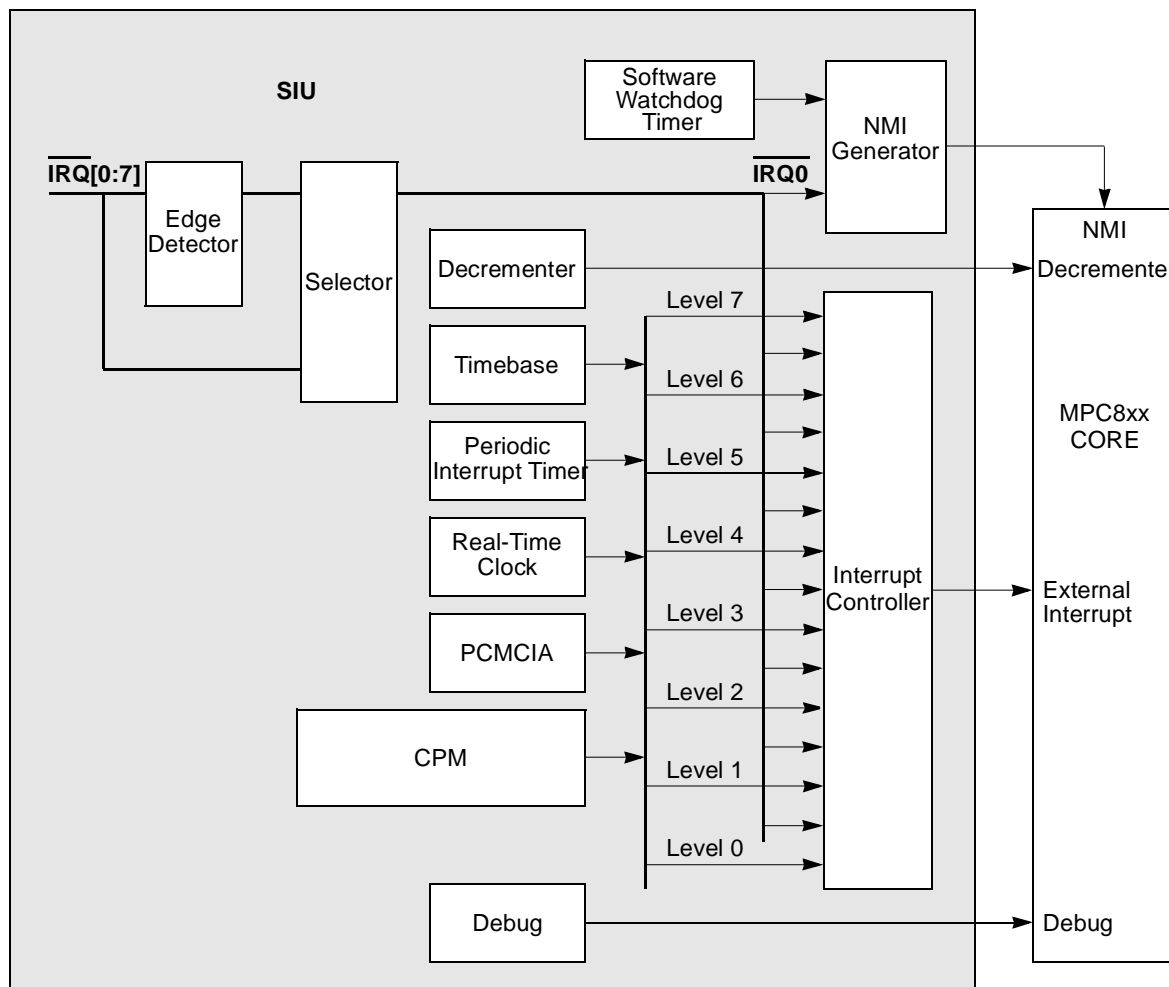 SIU
Software
Watchdog
Timer
NMI
Generator
IRQ[0:7]
IRQ0
Edge
Detector
Selector
Decrementer
Timebase
Periodic
Interrupt Timer
Real-Time
Clock
PCMCIA
CPM
Debug
Level 7
Level 6
Level 5
Level 4
Level 3
Level 2
Level 1
Level 0
Interrupt
Controller
NMI
Decremente
MPC8xx
CORE
External
Interrupt
Debug